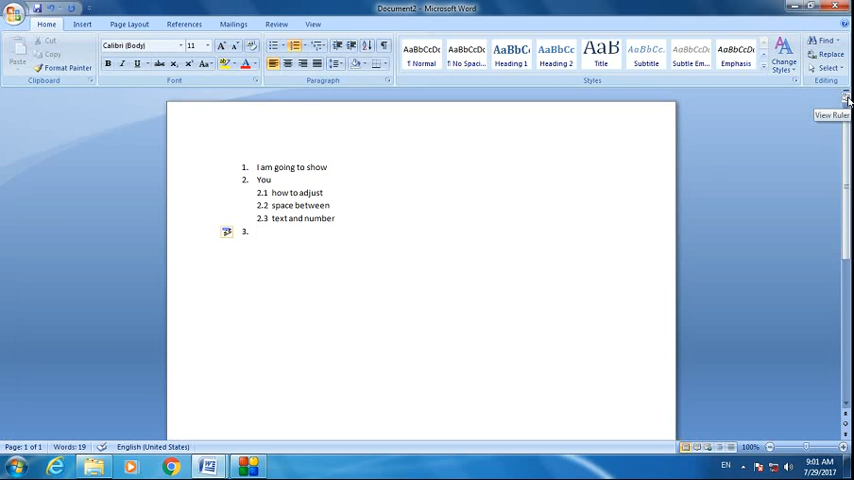 Document2 - Microsoft Word
Home Insert Page Layout References Mailings Review View
Paste
Cut
Copy
Format Painter
Clipboard
Calibri (Body) 11
B I U abc X₂ X² Aa A
Font
Paragraph
AaBbCcDc AaBbCcDc AaBbC AaBbCc AaB AaBbCc. AaBbCcDc AaBbCcDc
¶ Normal ¶ No Spaci... Heading 1 Heading 2 Title Subtitle Subtle Em... Emphasis
Change Styles
Styles
Find
Replace
Select
Editing
View Ruler
1. I am going to show
2. You
2.1 how to adjust
2.2 space between
2.3 text and number
3.
Page: 1 of 1 Words: 19 English (United States) 100%
EN 9:01 AM
7/29/2017